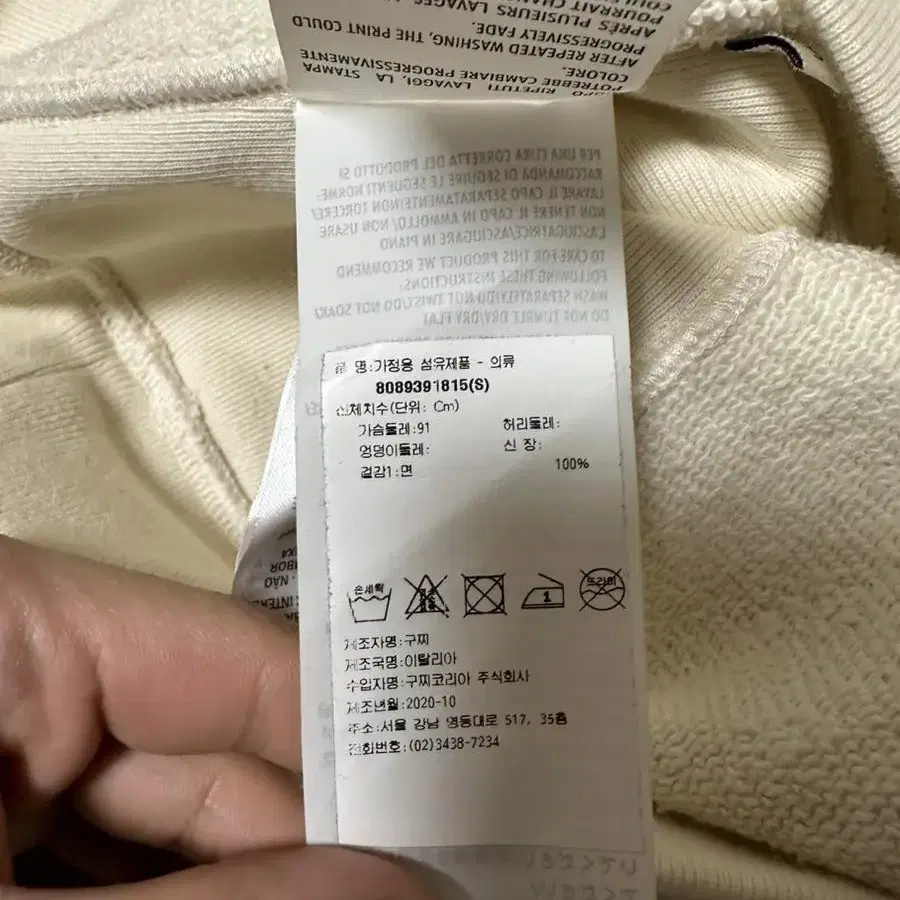 COULEU
POURRAIT CHAN
APRÈS PLUSIEURS LAVAGES,
PROGRESSIVELY FADE.
AFTER REPEATED WASHING, THE PRINT COULD
COLORE.
POTREBBE CAMBIARE PROGRESSIVAMENTE
OPO RIPETUTI LAVAGGI, LA STAMPA
PER UNA CURA CORRETTA DEL PRODOTTO SI
RACCOMANDA DI SEGUIRE LE SEGUENTI NORME:
LAVARE IL CAPO SEPARATAMENTE/NON TORCERE/
NON TENERE IL CAPO IN AMMOLLO/NON USARE
L'ASCIUGATRICE/ASCIUGARE IN PIANO
TO CARE FOR THIS PRODUCT WE RECOMMEND
FOLLOWING THESE INSTRUCTIONS:
WASH SEPARATELY/DO NOT TWIST/DO NOT SOAK/
DO NOT TUMBLE DRY/DRY FLAT
품 명:가정용 섬유제품 - 의류
8089391815(S)
신체치수(단위: Cm)
가슴둘레:91 허리둘레:
엉덩이둘레: 신 장:
겉감1:면 100%
손세탁
1
드라이
제조자명:구찌
제조국명:이탈리아
수입자명:구찌코리아 주식회사
제조년월:2020-10
주소:서울 강남 영동대로 517, 35층
전화번호:(02)3438-7234
NÃO